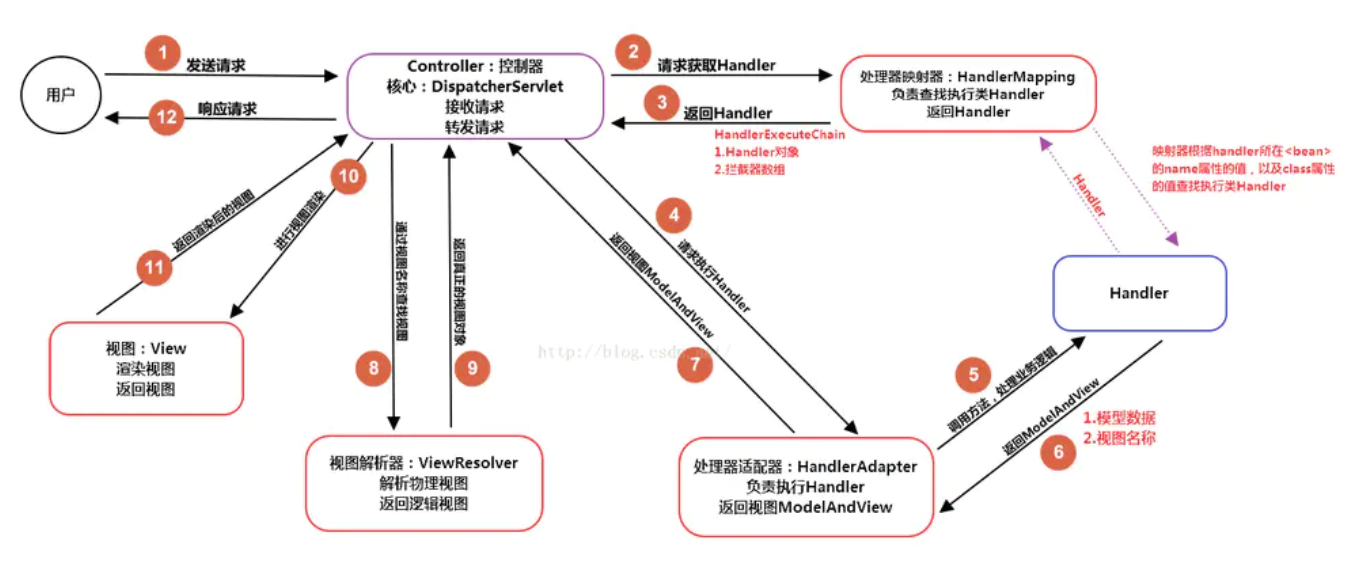 1
发送请求
用户
12
响应请求
Controller：控制器
核心：DispatcherServlet
接收请求
转发请求
2
请求获取Handler
3
返回Handler
HandlerExecuteChain
1.Handler对象
2.拦截器数组
处理器映射器：HandlerMapping
负责查找执行类Handler
返回Handler
映射器根据handler所在<bean>
的name属性的值，以及class属性
的值查找执行类Handler
Handler
Handler
4
请求执行Handler
5
调用方法，处理业务逻辑
6
返回ModelAndView
1.模型数据
2.视图名称
处理器适配器：HandlerAdapter
负责执行Handler
返回视图ModelAndView
7
返回视图ModelAndView
8
通过视图名称查找视图
9
返回真正的视图对象
视图解析器：ViewResolver
解析物理视图
返回逻辑视图
10
进行视图渲染
11
返回渲染后的视图
视图：View
渲染视图
返回视图
http://blog.csdn.net/